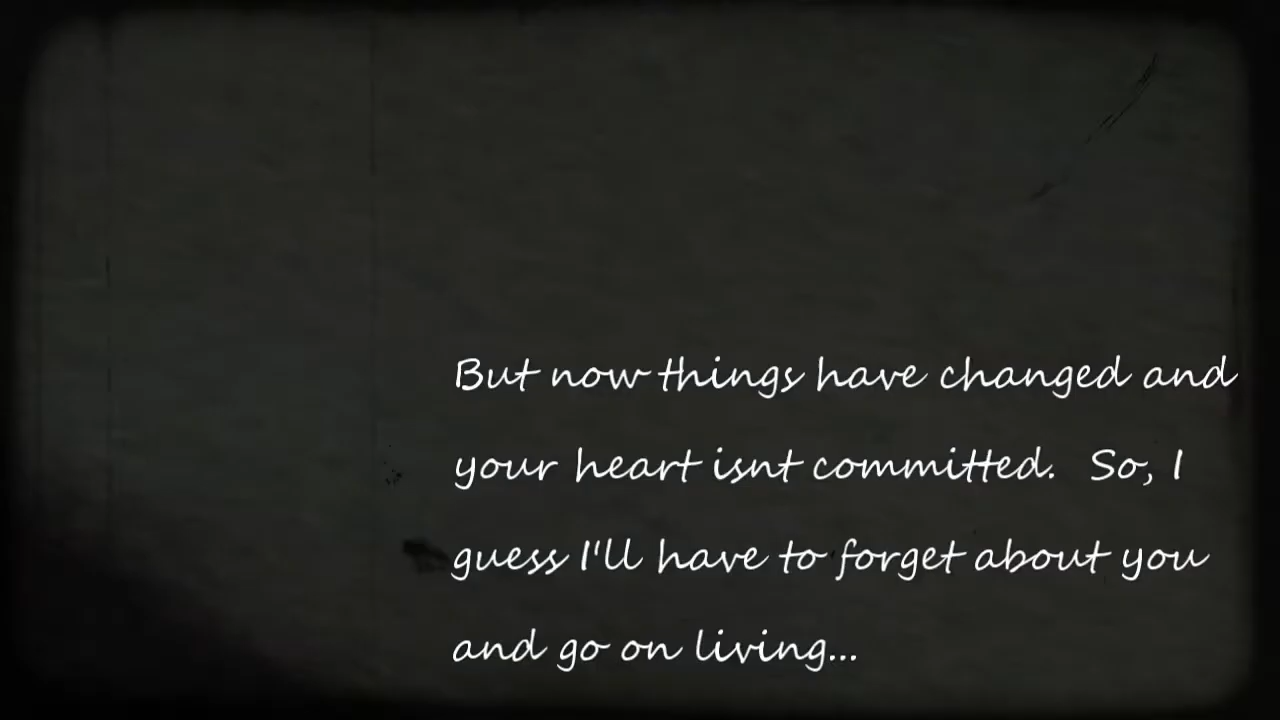 But now things have changed and
your heart isnt committed.  So, I
guess I'll have to forget about you
and go on living...